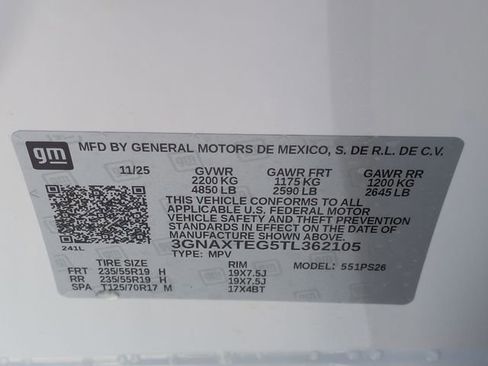 gm MFD BY GENERAL MOTORS DE MEXICO, S. DE R.L. DE C.V.
11/25 GVWR GAWR FRT GAWR RR
2200 KG 1175 KG 1200 KG
4850 LB 2590 LB 2645 LB
THIS VEHICLE CONFORMS TO ALL
APPLICABLE U.S. FEDERAL MOTOR
VEHICLE SAFETY AND THEFT PREVENTION
STANDARDS IN EFFECT ON THE DATE OF
MANUFACTURE SHOWN ABOVE.
241L 3GNAXTEG5TL362105
TYPE: MPV MODEL: 551PS26
TIRE SIZE RIM
FRT 235/55R19 H 19X7.5J
RR 235/55R19 H 19X7.5J
SPA T125/70R17 M 17X4BT